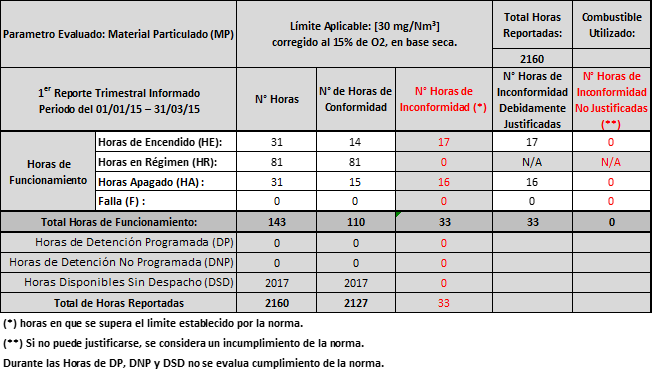 Parametro Evaluado: Material Particulado (MP)
Límite Aplicable: [30 mg/Nm³]
corregido al 15% de O2, en base seca.
Total Horas
Reportadas:
Combustible
Utilizado:
2160
1er Reporte Trimestral Informado
Periodo del 01/01/15 – 31/03/15
N° Horas
N° de Horas de
Conformidad
N° Horas de
Inconformidad (*)
N° Horas de
Inconformidad
Debidamente
Justificadas
N° Horas de
Inconformidad
No Justificadas
(**)
Horas de
Funcionamiento
Horas de Encendido (HE): 31 14 17 17 0
Horas en Régimen (HR): 81 81 0 N/A N/A
Horas Apagado (HA) : 31 15 16 16 0
Falla (F) : 0 0 0 0 0
Total Horas de Funcionamiento: 143 110 33 33 0
Horas de Detención Programada (DP) 0 0 0
Horas de Detención No Programada (DNP) 0 0 0
Horas Disponibles Sin Despacho (DSD) 2017 2017 0
Total de Horas Reportadas 2160 2127 33
(*) horas en que se supera el limite establecido por la norma.
(**) Si no puede justificarse, se considera un incumplimiento de la norma.
Durante las Horas de DP, DNP y DSD no se evalua cumplimiento de la norma.